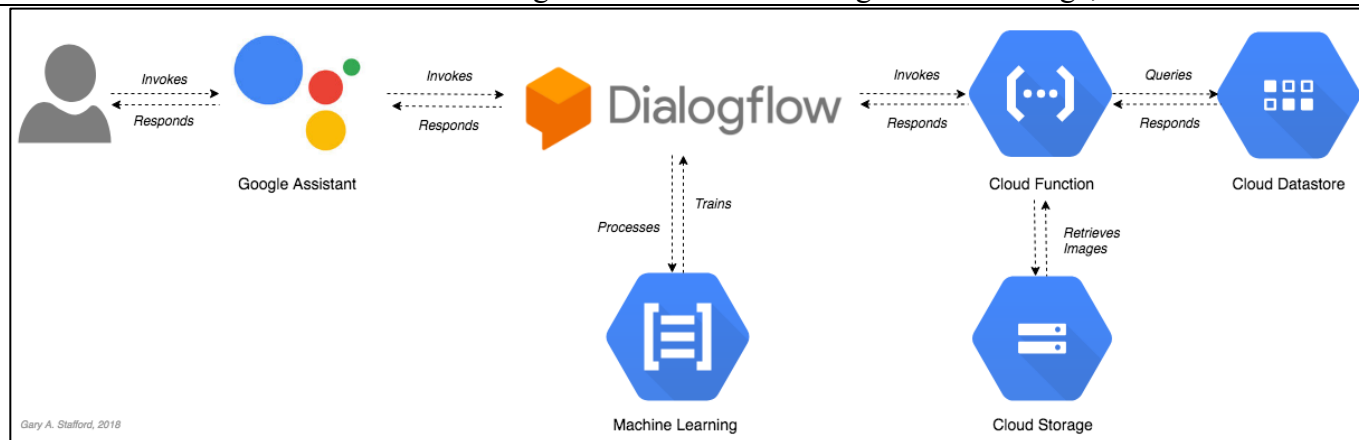 Invokes
Responds
Google Assistant
Invokes
Responds
Dialogflow
Invokes
Responds
Cloud Function
Queries
Responds
Cloud Datastore
Processes
Trains
Machine Learning
Retrieves
Images
Cloud Storage
Gary A. Stafford, 2018